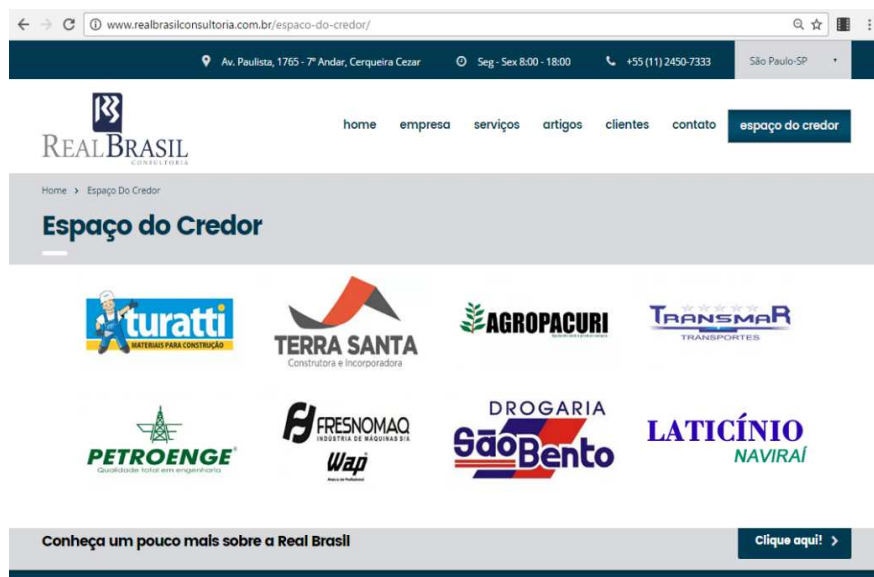 www.realbrasilconsultoria.com.br/espaco-do-credor/
Av. Paulista, 1765 - 7º Andar, Cerqueira Cezar
Seg - Sex 8:00 - 18:00
+55 (11) 2450-7333
São Paulo-SP
REALBRASIL
CONSULTORIA
home empresa serviços artigos clientes contato espaço do credor
Home > Espaço Do Credor
Espaço do Credor
turatti
MATERIAIS PARA CONSTRUÇÃO
TERRA SANTA
Construtora e Incorporadora
AGROPACURI
TRANSMAR
TRANSPORTES
PETROENGE®
Qualidade total em engenharia
FRESNOMAQ
INDÚSTRIA DE MÁQUINAS S/A
Wap
DROGARIA
São Bento
LATICÍNIO
NAVIRAÍ
Conheça um pouco mais sobre a Real Brasil
Clique aqui! >